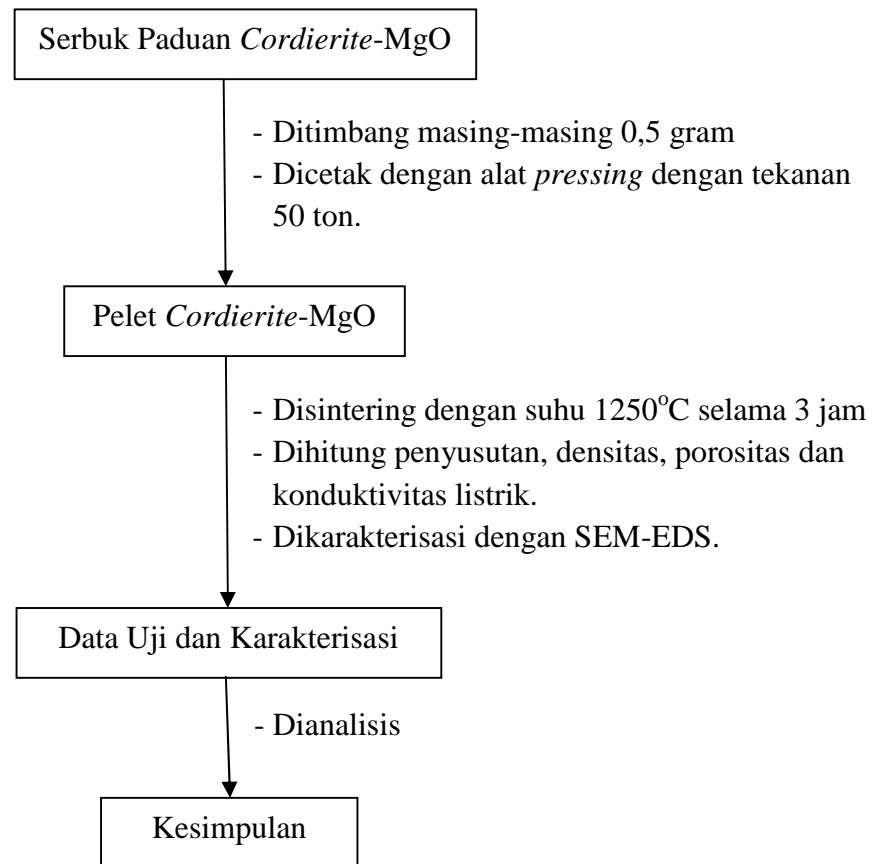 Serbuk Paduan Cordierite-MgO
- Ditimbang masing-masing 0,5 gram
- Dicetak dengan alat pressing dengan tekanan
50 ton.
Pelet Cordierite-MgO
- Disintering dengan suhu 1250°C selama 3 jam
- Dihitung penyusutan, densitas, porositas dan
konduktivitas listrik.
- Dikarakterisasi dengan SEM-EDS.
Data Uji dan Karakterisasi
- Dianalisis
Kesimpulan